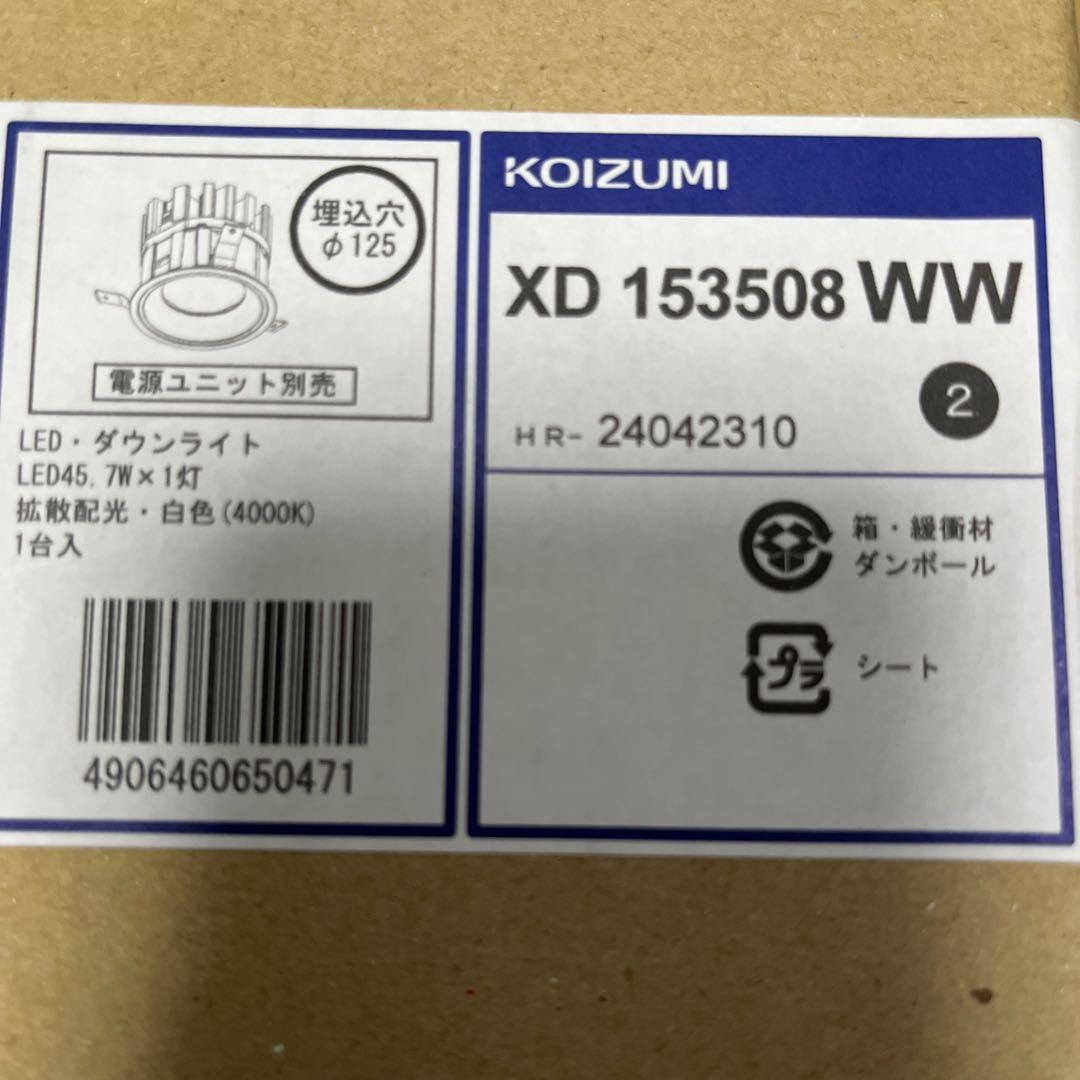 埋込穴
φ125
電源ユニット別売
LED・ダウンライト
LED45.7W×1灯
拡散配光・白色(4000K)
1台入
4906460650471
KOIZUMI
XD 153508 WW
2
HR- 24042310
箱・緩衝材
ダンボール
プラ
シート